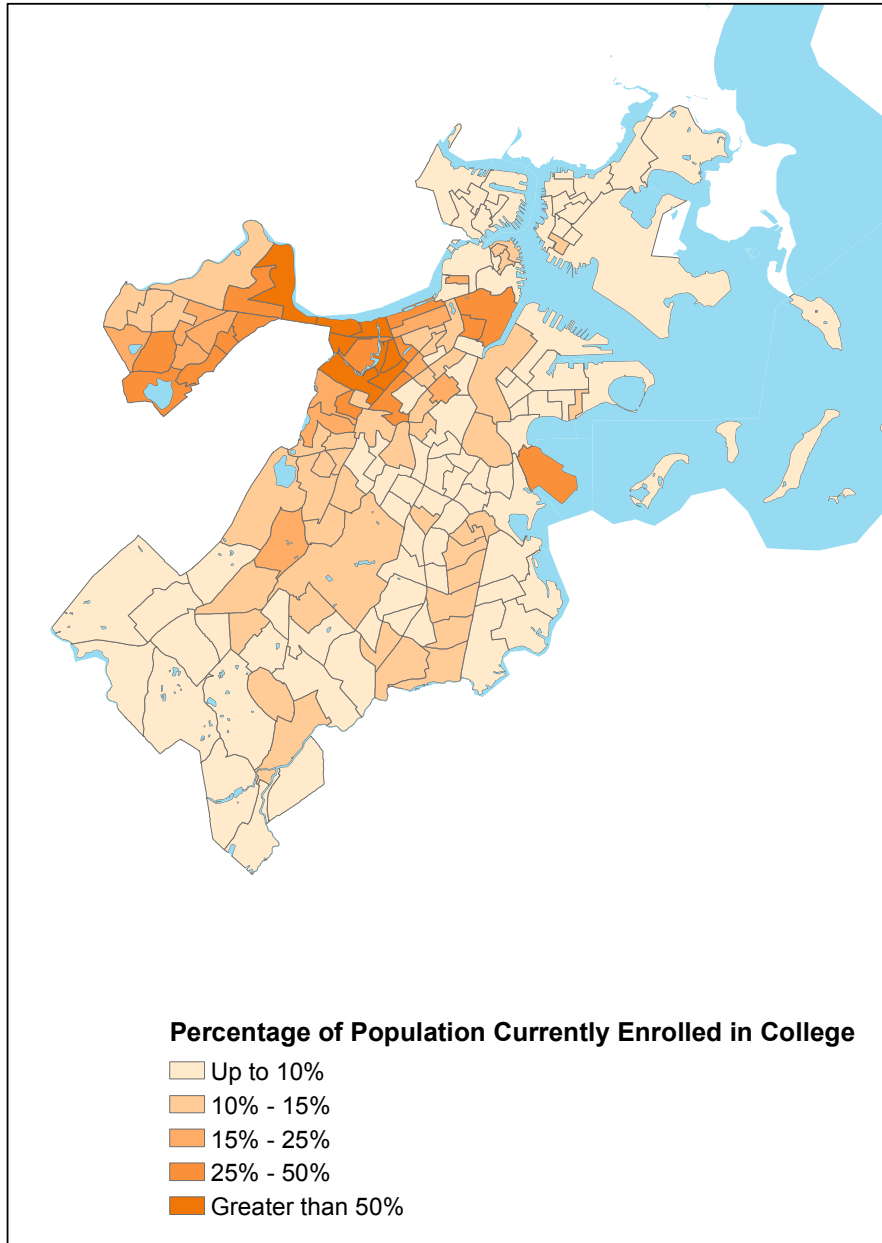 Percentage of Population Currently Enrolled in College
Up to 10%
10% - 15%
15% - 25%
25% - 50%
Greater than 50%